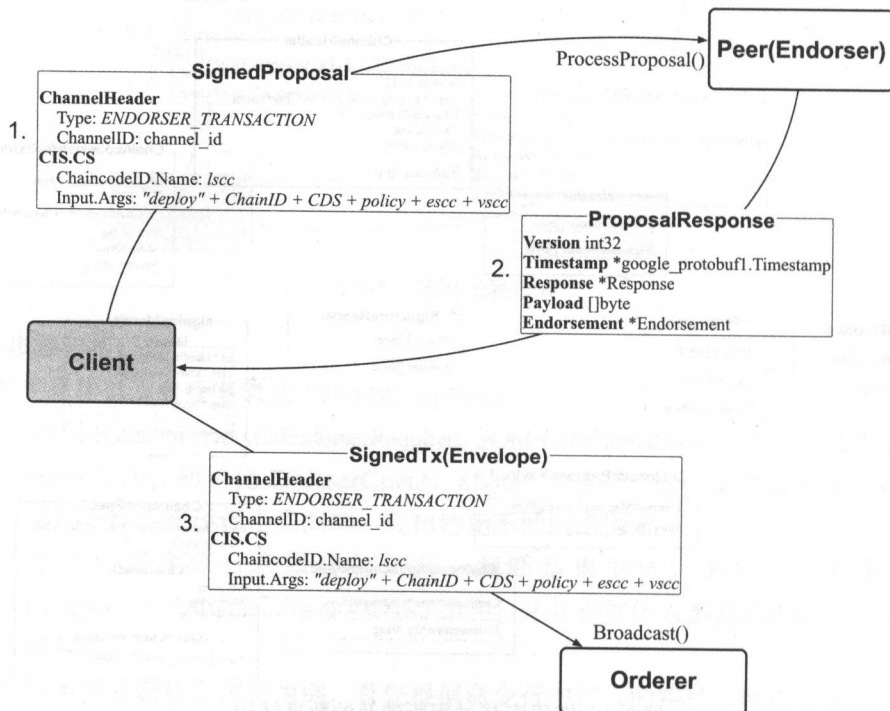 Peer(Endorser)
ProcessProposal()
SignedProposal
1.
ChannelHeader
Type: ENDORSER_TRANSACTION
ChannelID: channel_id
CIS.CS
ChaincodeID.Name: lscc
Input.Args: "deploy" + ChainID + CDS + policy + escc + vscc
ProposalResponse
2.
Version int32
Timestamp *google_protobuf1.Timestamp
Response *Response
Payload []byte
Endorsement *Endorsement
Client
SignedTx(Envelope)
3.
ChannelHeader
Type: ENDORSER_TRANSACTION
ChannelID: channel_id
CIS.CS
ChaincodeID.Name: lscc
Input.Args: "deploy" + ChainID + CDS + policy + escc + vscc
Broadcast()
Orderer